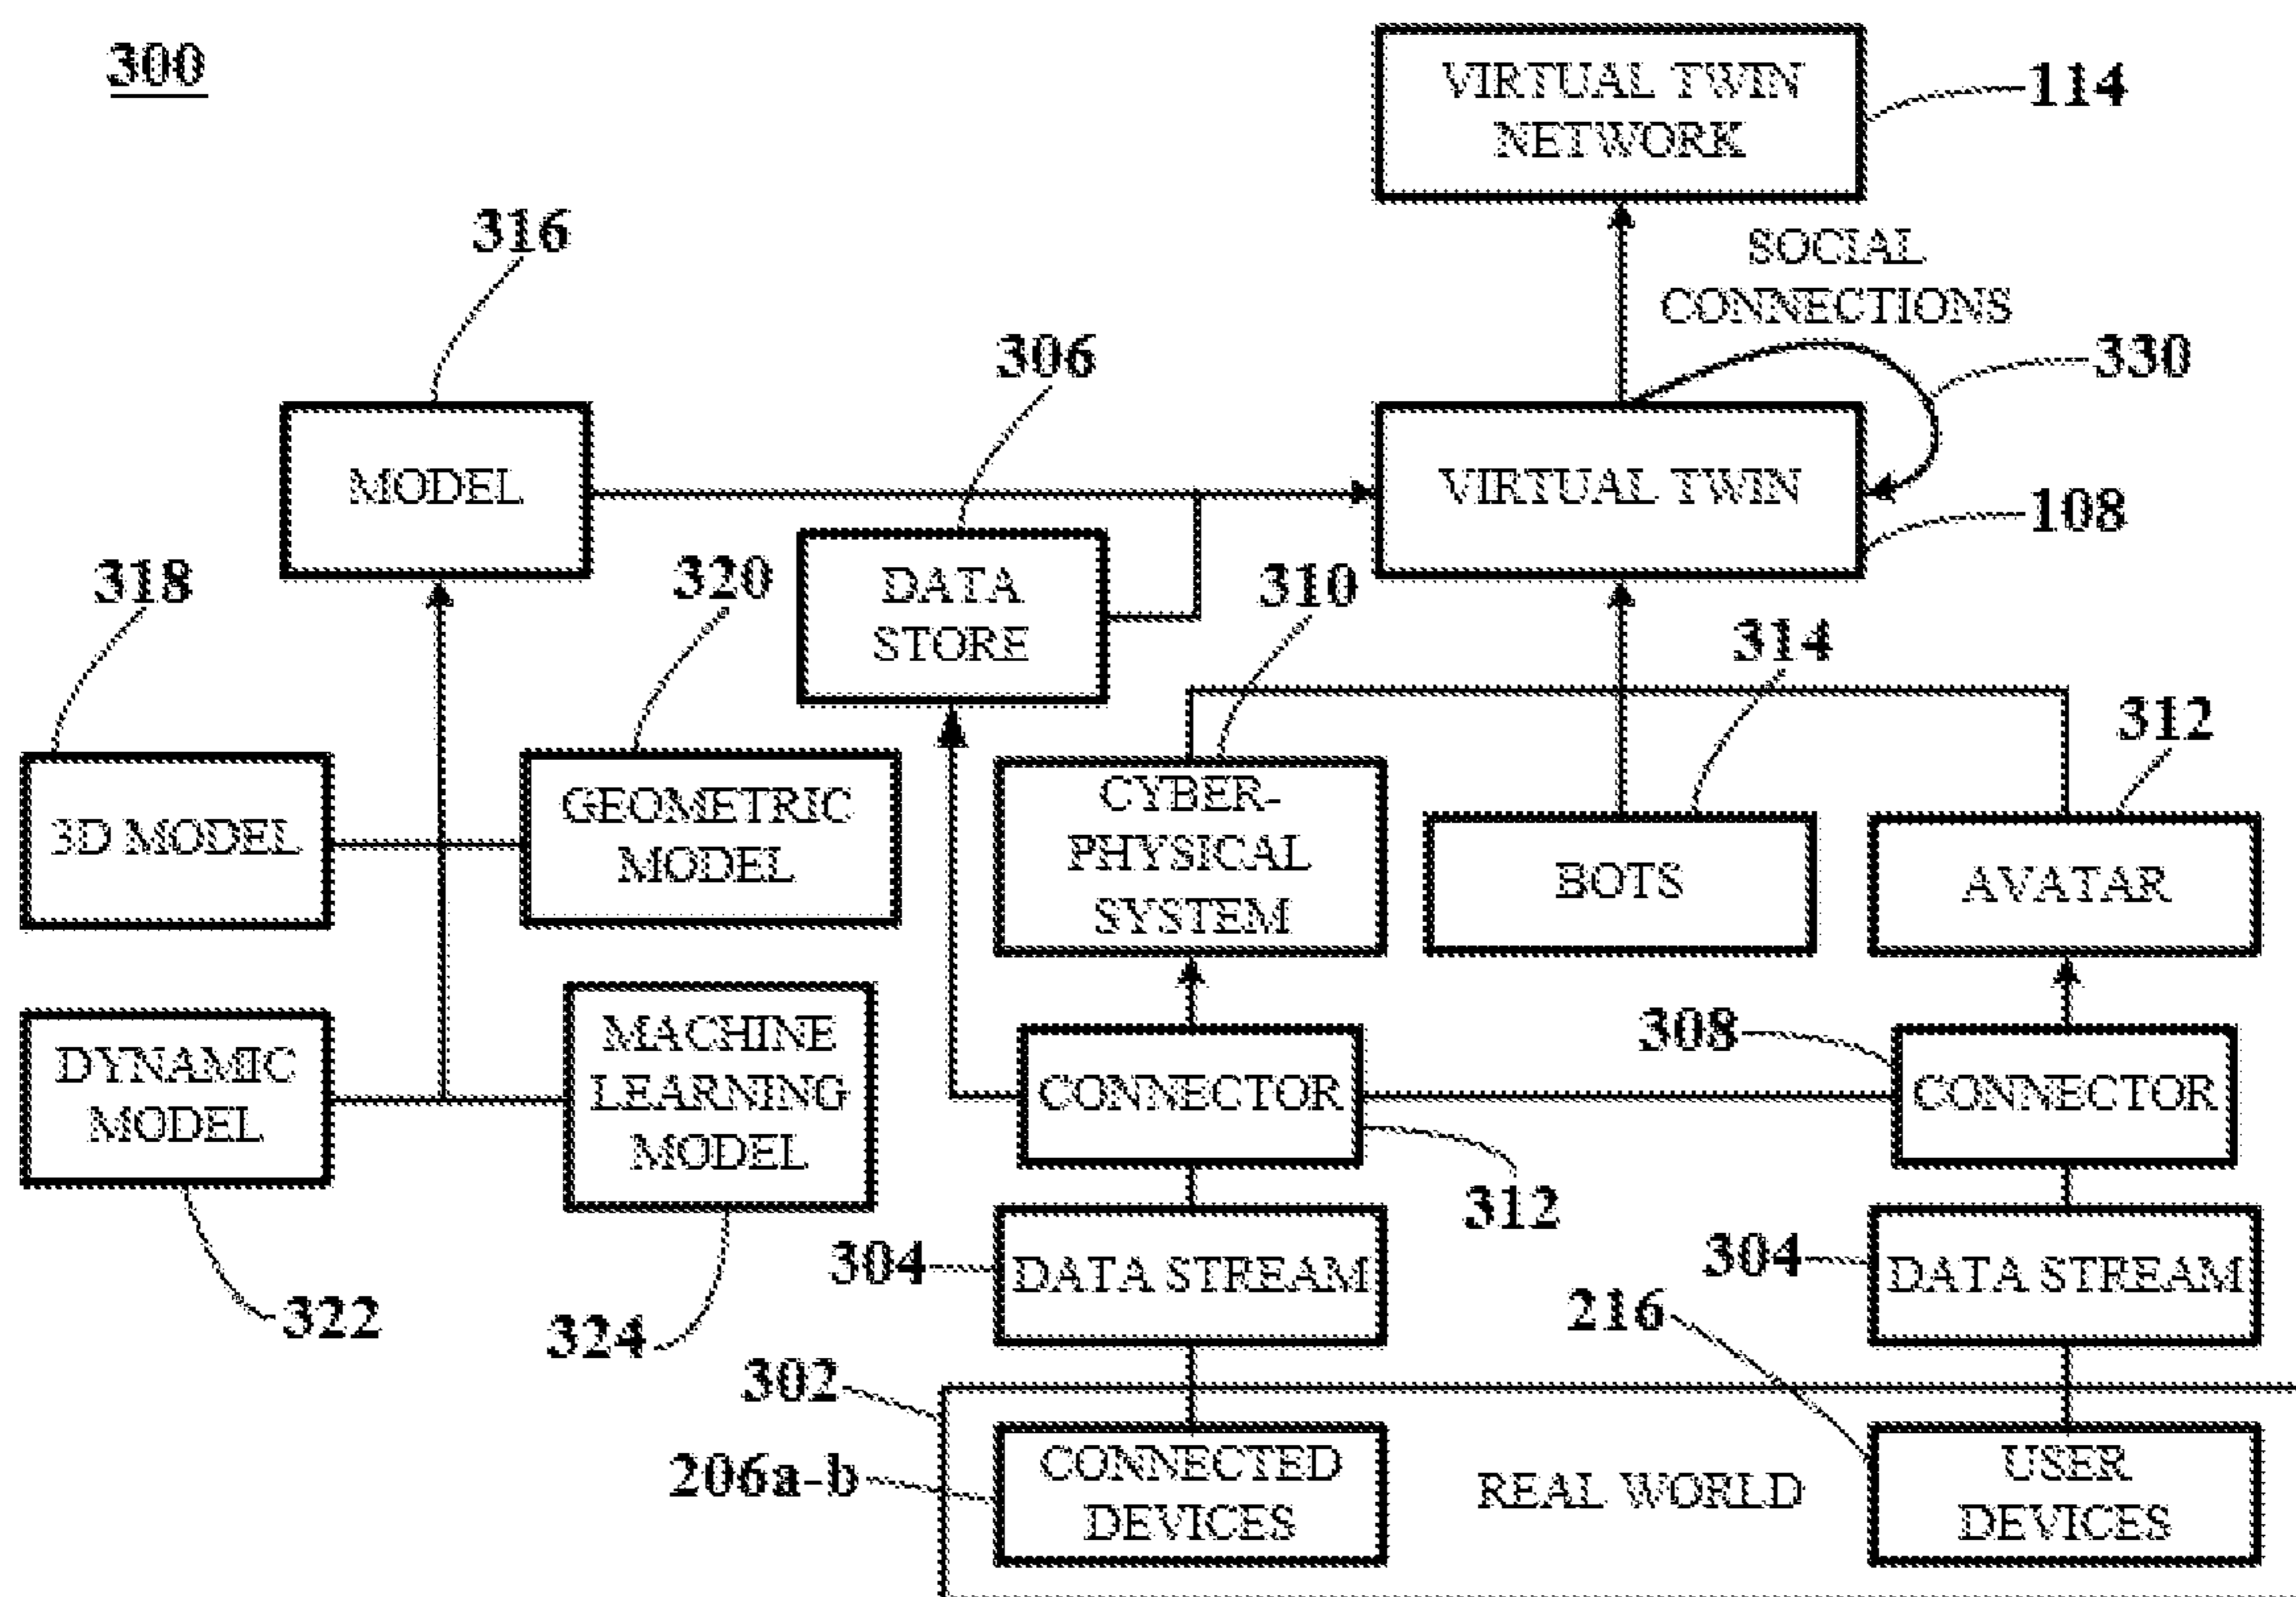 300
VIRTUAL TWIN
NETWORK
114
316
SOCIAL
CONNECTIONS
306
330
MODEL
VIRTUAL TWIN
108
318
320
DATA
STORE
310
314
312
3D MODEL
GEOMETRIC
MODEL
CYBER-
PHYSICAL
SYSTEM
BOTS
AVATAR
DYNAMIC
MODEL
MACHINE
LEARNING
MODEL
CONNECTOR
308
CONNECTOR
312
322
324
304
DATA STREAM
304
DATA STREAM
216
302
206a-b
CONNECTED
DEVICES
REAL WORLD
USER
DEVICES